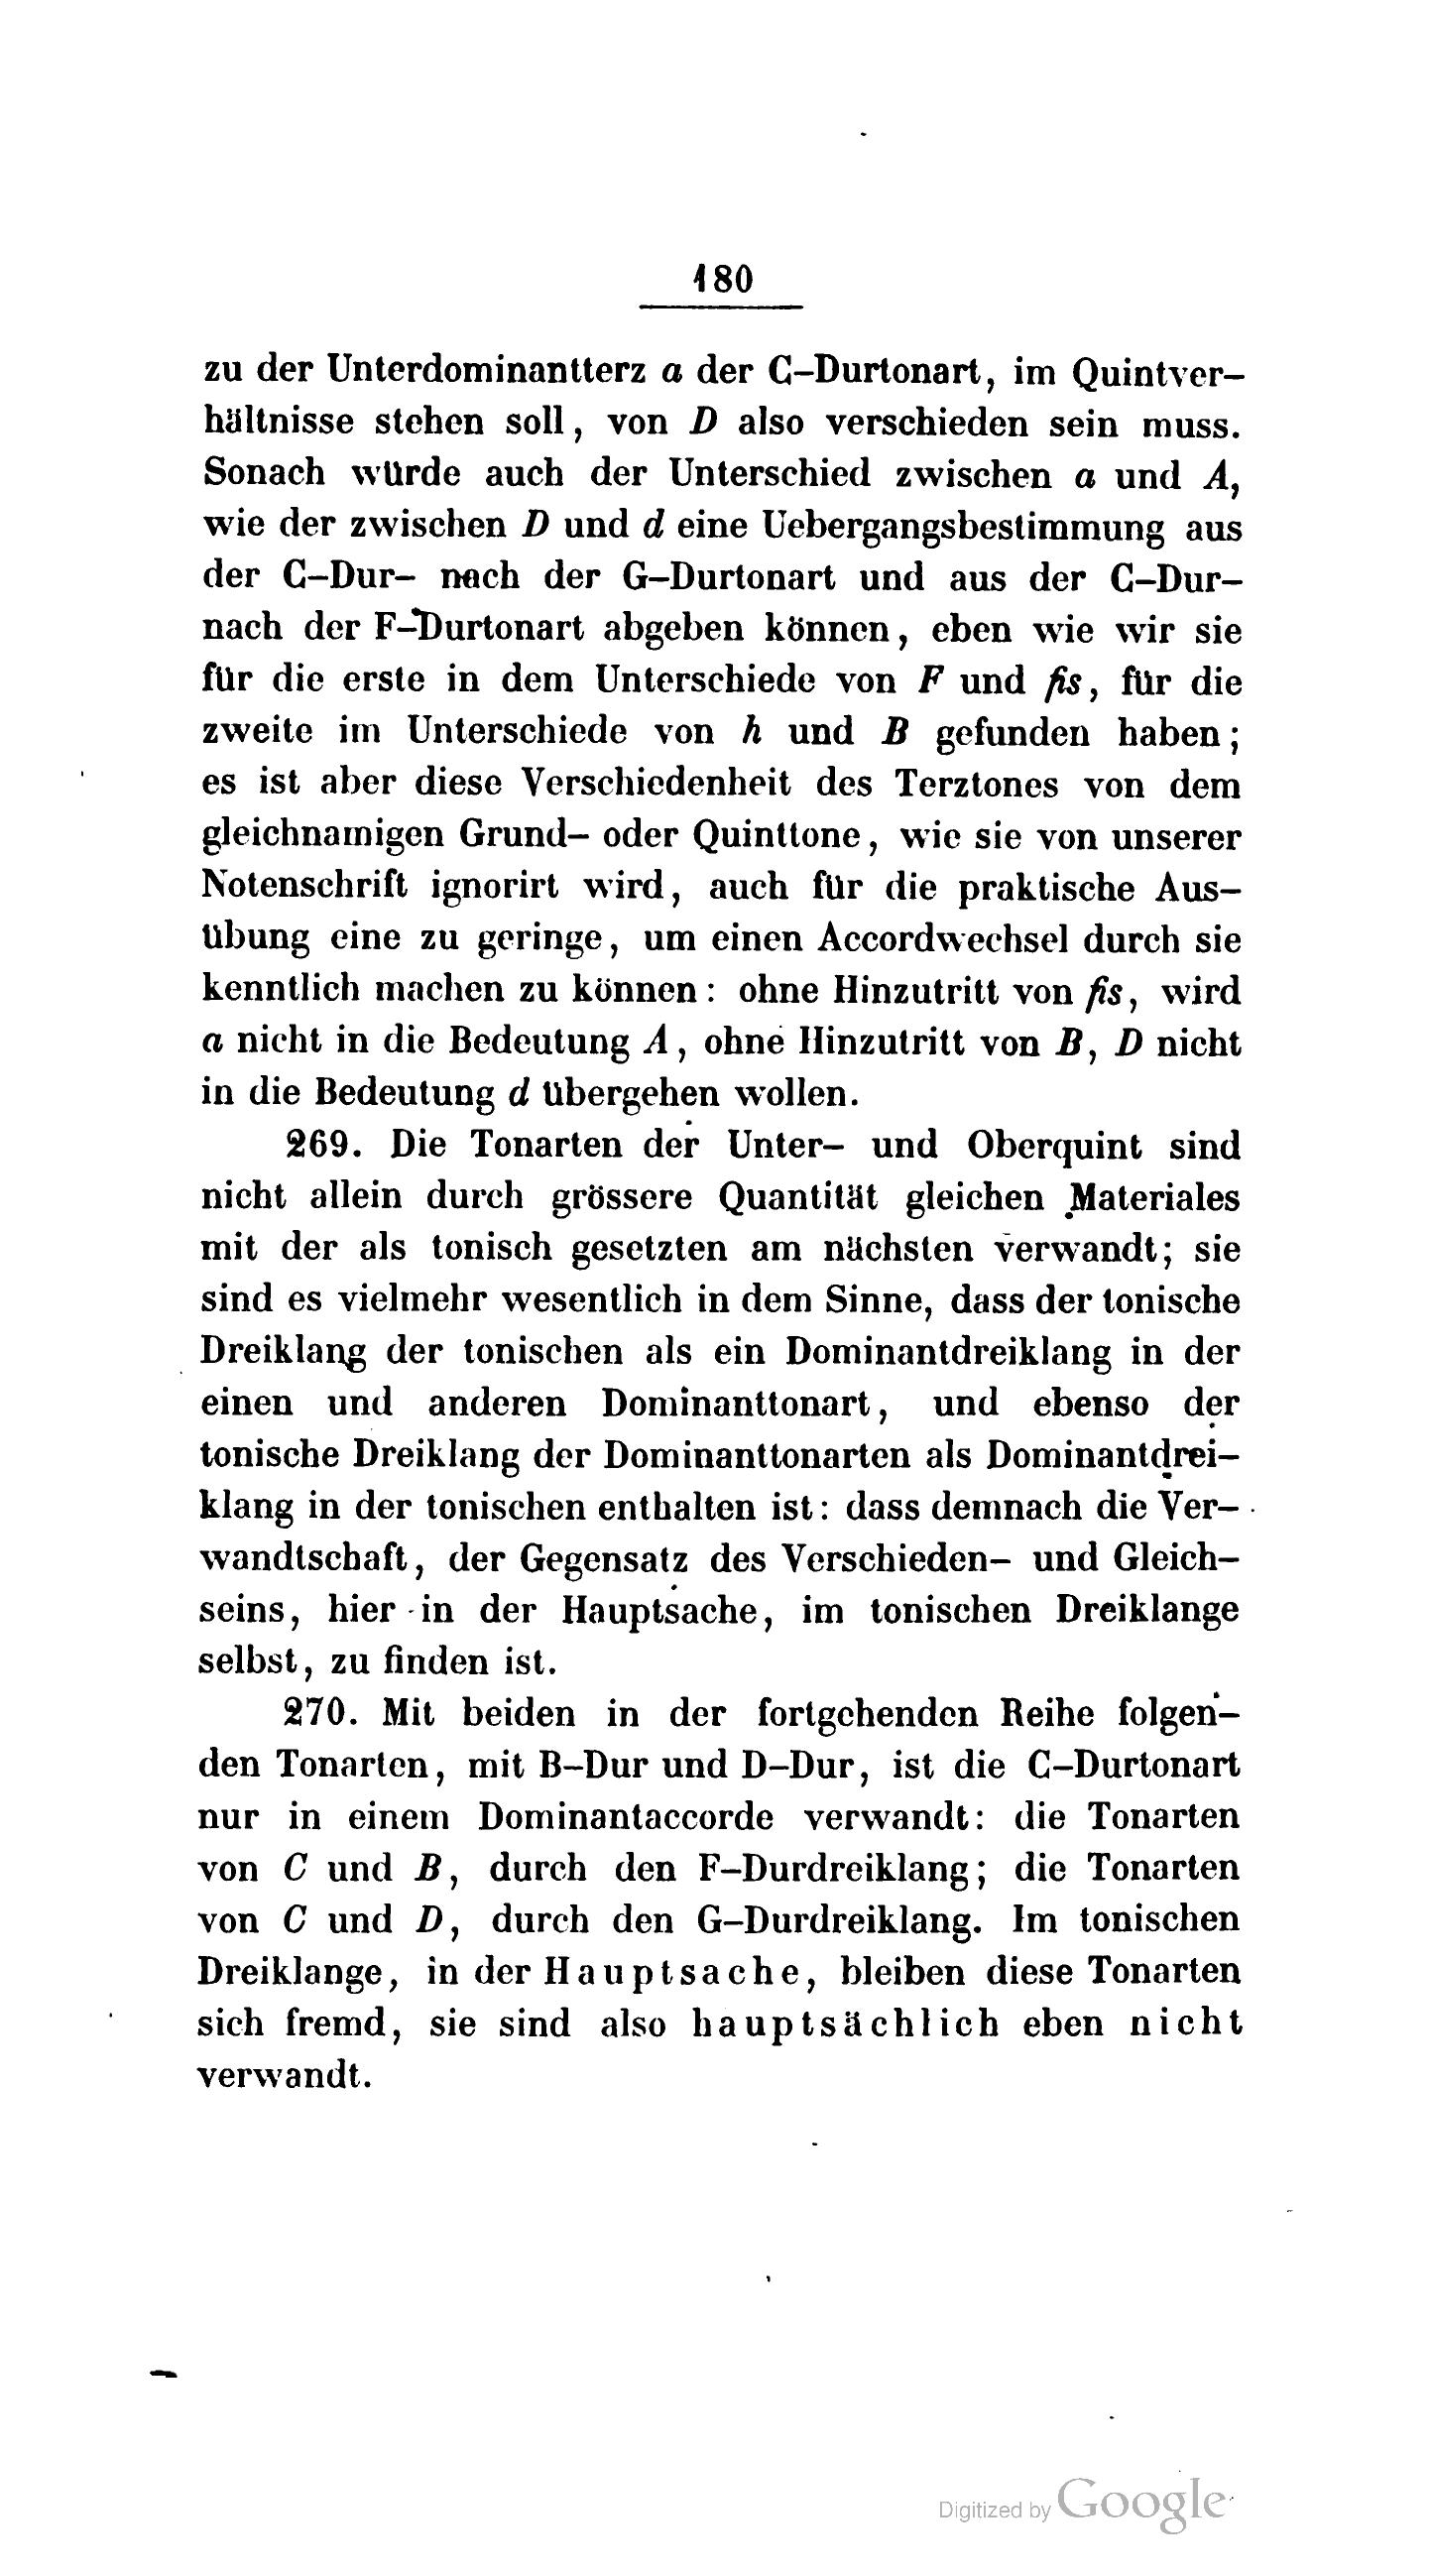 180
zu der Unterdominantterz a der C-Durtonart, im Quintver-
hältnisse stehen soll, von D also verschieden sein muss.
Sonach würde auch der Unterschied zwischen a und A,
wie der zwischen D und d eine Uebergangsbestimmung aus
der C-Dur- nach der G-Durtonart und aus der C-Dur-
nach der F-Durtonart abgeben können, eben wie wir sie
für die erste in dem Unterschiede von F und fis, für die
zweite im Unterschiede von h und B gefunden haben;
es ist aber diese Verschiedenheit des Terztones von dem
gleichnamigen Grund- oder Quinttone, wie sie von unserer
Notenschrift ignorirt wird, auch für die praktische Aus-
übung eine zu geringe, um einen Accordwechsel durch sie
kenntlich machen zu können: ohne Hinzutritt von fis, wird
a nicht in die Bedeutung A, ohne Hinzutritt von B, D nicht
in die Bedeutung d übergehen wollen.
269. Die Tonarten der Unter- und Oberquint sind
nicht allein durch grössere Quantität gleichen Materiales
mit der als tonisch gesetzten am nächsten verwandt; sie
sind es vielmehr wesentlich in dem Sinne, dass der tonische
Dreiklang der tonischen als ein Dominantdreiklang in der
einen und anderen Dominanttonart, und ebenso der
tonische Dreiklang der Dominanttonarten als Dominantdrei-
klang in der tonischen enthalten ist: dass demnach die Ver-
wandtschaft, der Gegensatz des Verschieden- und Gleich-
seins, hier in der Hauptsache, im tonischen Dreiklange
selbst, zu finden ist.
270. Mit beiden in der fortgehenden Reihe folgen-
den Tonarten, mit B-Dur und D-Dur, ist die C-Durtonart
nur in einem Dominantaccorde verwandt: die Tonarten
von C und B, durch den F-Durdreiklang; die Tonarten
von C und D, durch den G-Durdreiklang. Im tonischen
Dreiklange, in der Hauptsache, bleiben diese Tonarten
sich fremd, sie sind also hauptsächlich eben nicht
verwandt.
Digitized by Google